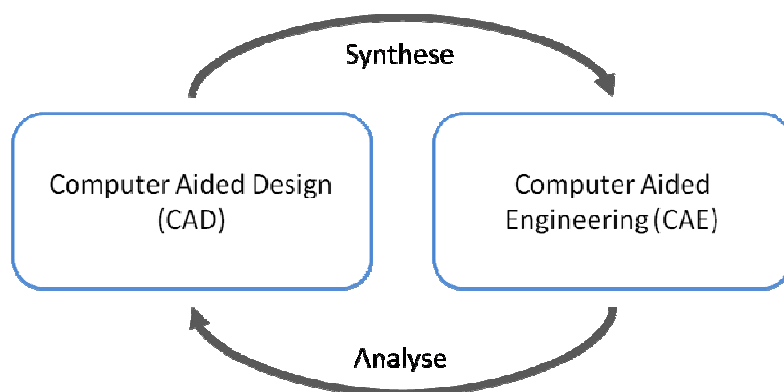 Synthese
Computer Aided Design
(CAD)
Computer Aided
Engineering (CAE)
Analyse